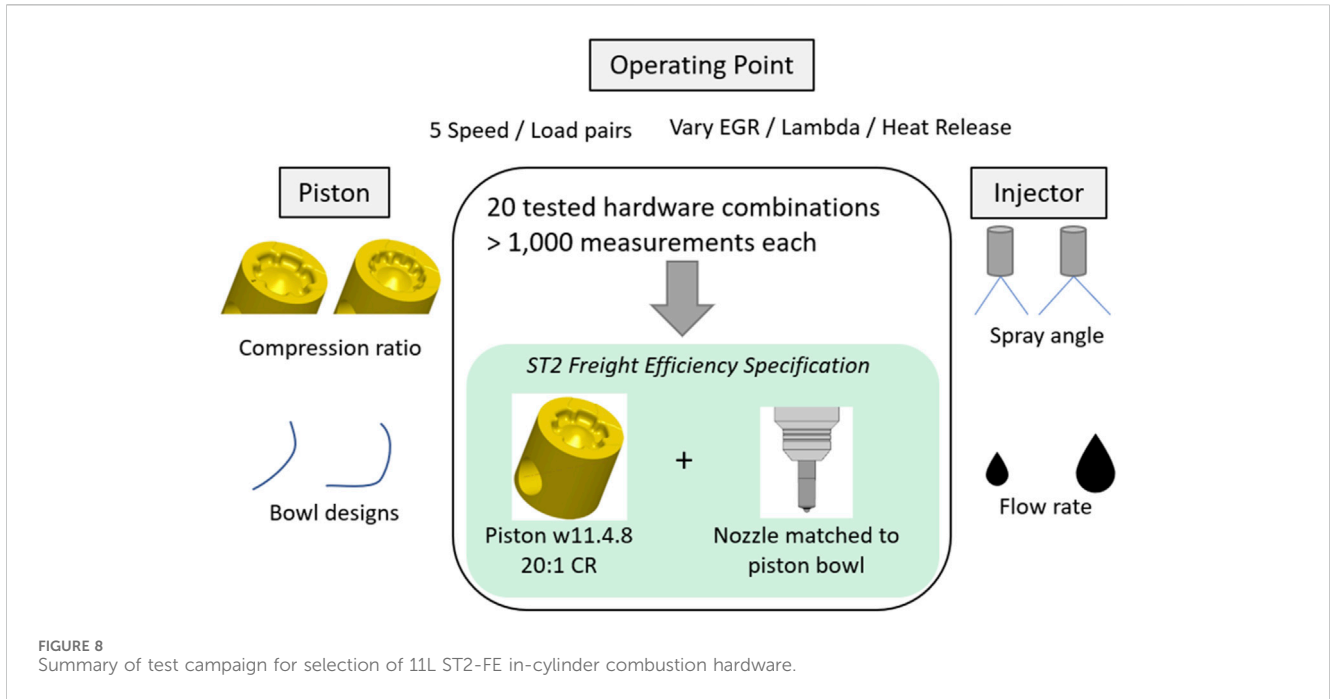 Operating Point
5 Speed / Load pairs
Vary EGR / Lambda / Heat Release
Piston
Compression ratio
Bowl designs
20 tested hardware combinations
> 1,000 measurements each
ST2 Freight Efficiency Specification
Piston w11.4.8
20:1 CR
+
Nozzle matched to
piston bowl
Injector
Spray angle
Flow rate
FIGURE 8
Summary of test campaign for selection of 11L ST2-FE in-cylinder combustion hardware.